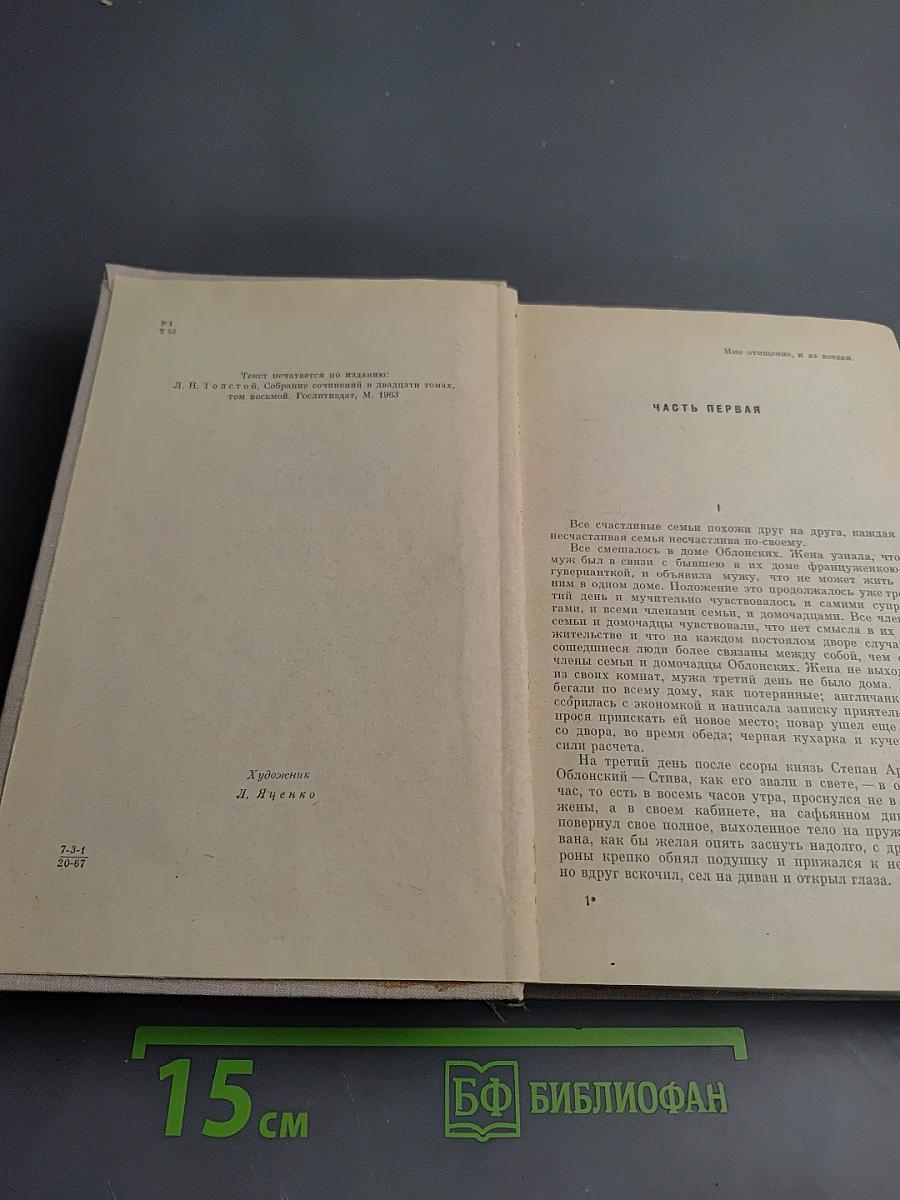 Р 1
Т 53
Текст печатается по изданию:
Л. Н. Толстой, Собрание сочинений в двадцати томах,
том восьмой. Гослитиздат, М. 1963
Художник
Л. Яценко
7-3-1
20-67
Мне отмщение, и аз воздам.
ЧАСТЬ ПЕРВАЯ
I
Все счастливые семьи похожи друг на друга, каждая
несчастливая семья несчастлива по-своему.
Все смешалось в доме Облонских. Жена узнала, что
муж был в связи с бывшею в их доме француженкою-
гувернанткой, и объявила мужу, что не может жить
ним в одном доме. Положение это продолжалось уже тре
тий день и мучительно чувствовалось и самими супр
гами, и всеми членами семьи, и домочадцами. Все член
семьи и домочадцы чувствовали, что нет смысла в их
жительстве и что на каждом постоялом дворе случа
сошедшиеся люди более связаны между собой, чем о
члены семьи и домочадцы Облонских. Жена не выход
из своих комнат, мужа третий день не было дома.
бегали по всему дому, как потерянные; англичанк
ссорилась с экономкой и написала записку приятель
прося приискать ей новое место; повар ушел еще
со двора, во время обеда; черная кухарка и куче
сили расчета.
На третий день после ссоры князь Степан Ар
Облонский — Стива, как его звали в свете, — в о
час, то есть в восемь часов утра, проснулся не в
жены, а в своем кабинете, на сафьянном див
повернул свое полное, выхоленное тело на пруж
вана, как бы желая опять заснуть надолго, с др
роны крепко обнял подушку и прижался к не
но вдруг вскочил, сел на диван и открыл глаза.
1*
15 см
БФ БИБЛИОФАН